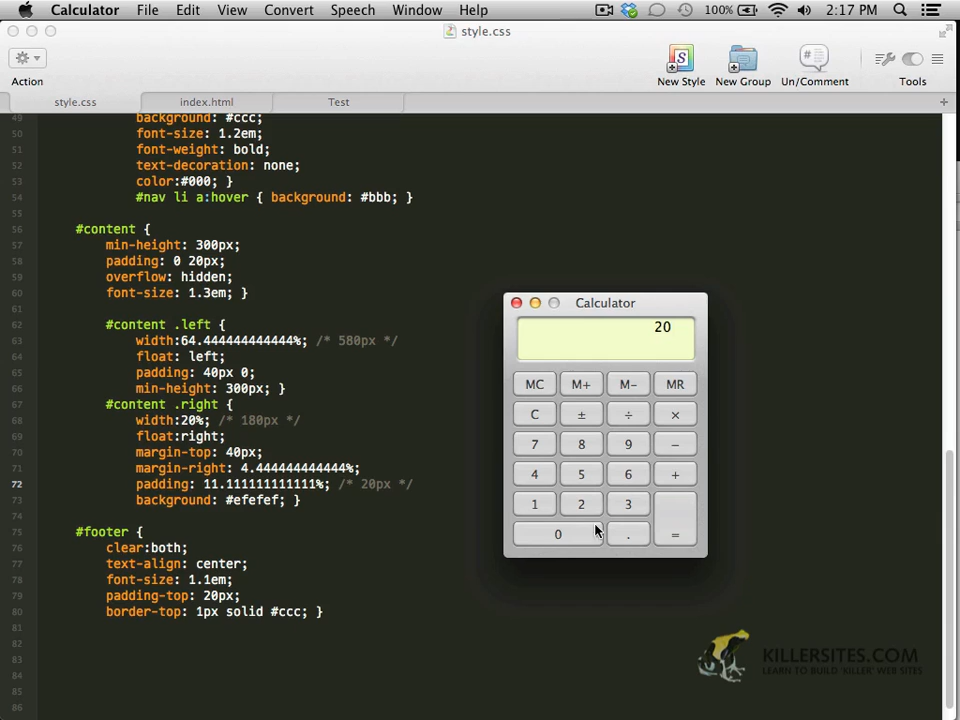 Calculator File Edit View Convert Speech Window Help 100% 2:17 PM
style.css
Action New Style New Group Un/Comment Tools
style.css index.html Test
49 background: #ccc;
50 font-size: 1.2em;
51 font-weight: bold;
52 text-decoration: none;
53 color:#000; }
54 #nav li a:hover { background: #bbb; }
55
56 #content {
57 min-height: 300px;
58 padding: 0 20px;
59 overflow: hidden;
60 font-size: 1.3em; }
61
62 #content .left {
63 width:64.444444444444%; /* 580px */
64 float: left;
65 padding: 40px 0;
66 min-height: 300px; }
67 #content .right {
68 width:20%; /* 180px */
69 float:right;
70 margin-top: 40px;
71 margin-right: 4.444444444444%;
72 padding: 11.111111111111%; /* 20px */
73 background: #efefef; }
74
75 #footer {
76 clear:both;
77 text-align: center;
78 font-size: 1.1em;
79 padding-top: 20px;
80 border-top: 1px solid #ccc; }
81
82
83
84
85
86
Calculator
20
MC M+ M- MR
C ± ÷ ×
7 8 9 −
4 5 6 +
1 2 3
0 . =
KILLERSITES.COM
LEARN TO BUILD 'KILLER' WEB SITES